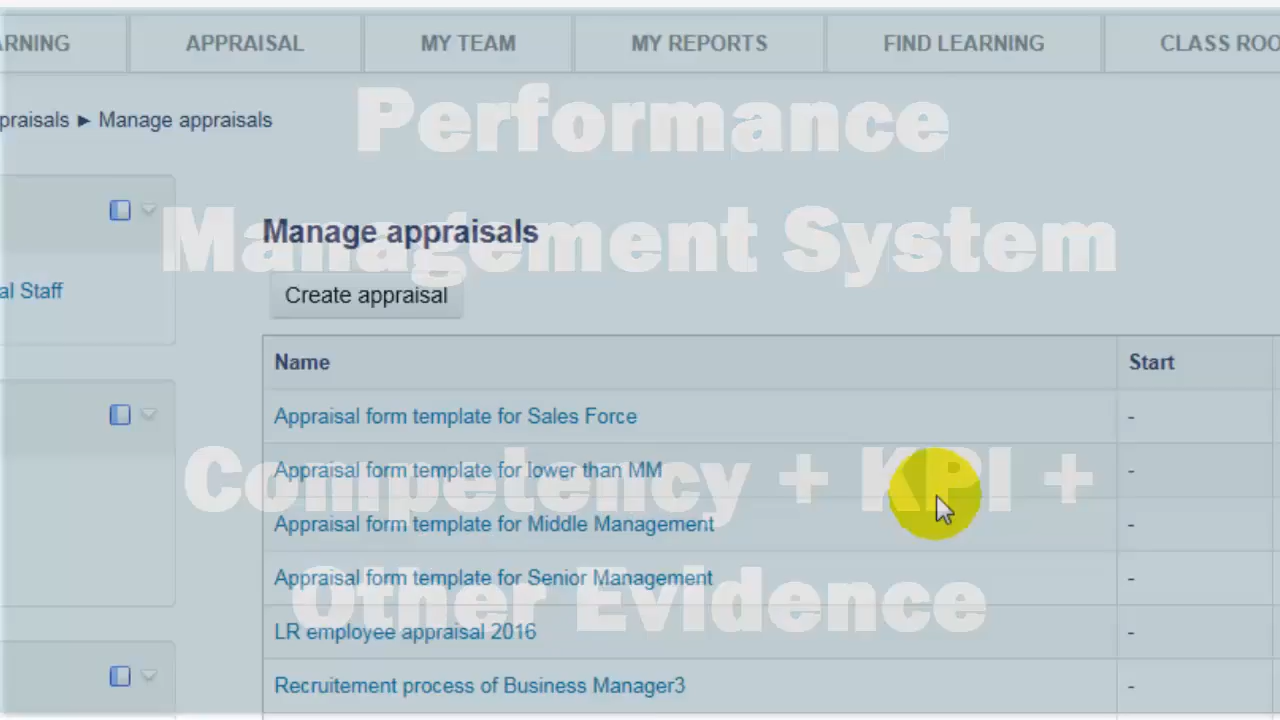 ARNING APPRAISAL MY TEAM MY REPORTS FIND LEARNING CLASS ROO
praisals ► Manage appraisals
Performance
Management System
Manage appraisals
al Staff
Create appraisal
Name Start
Appraisal form template for Sales Force -
Appraisal form template for lower than MM -
Competency + KPI +
Appraisal form template for Middle Management -
Appraisal form template for Senior Management -
Other Evidence
LR employee appraisal 2016 -
Recruitement process of Business Manager3 -